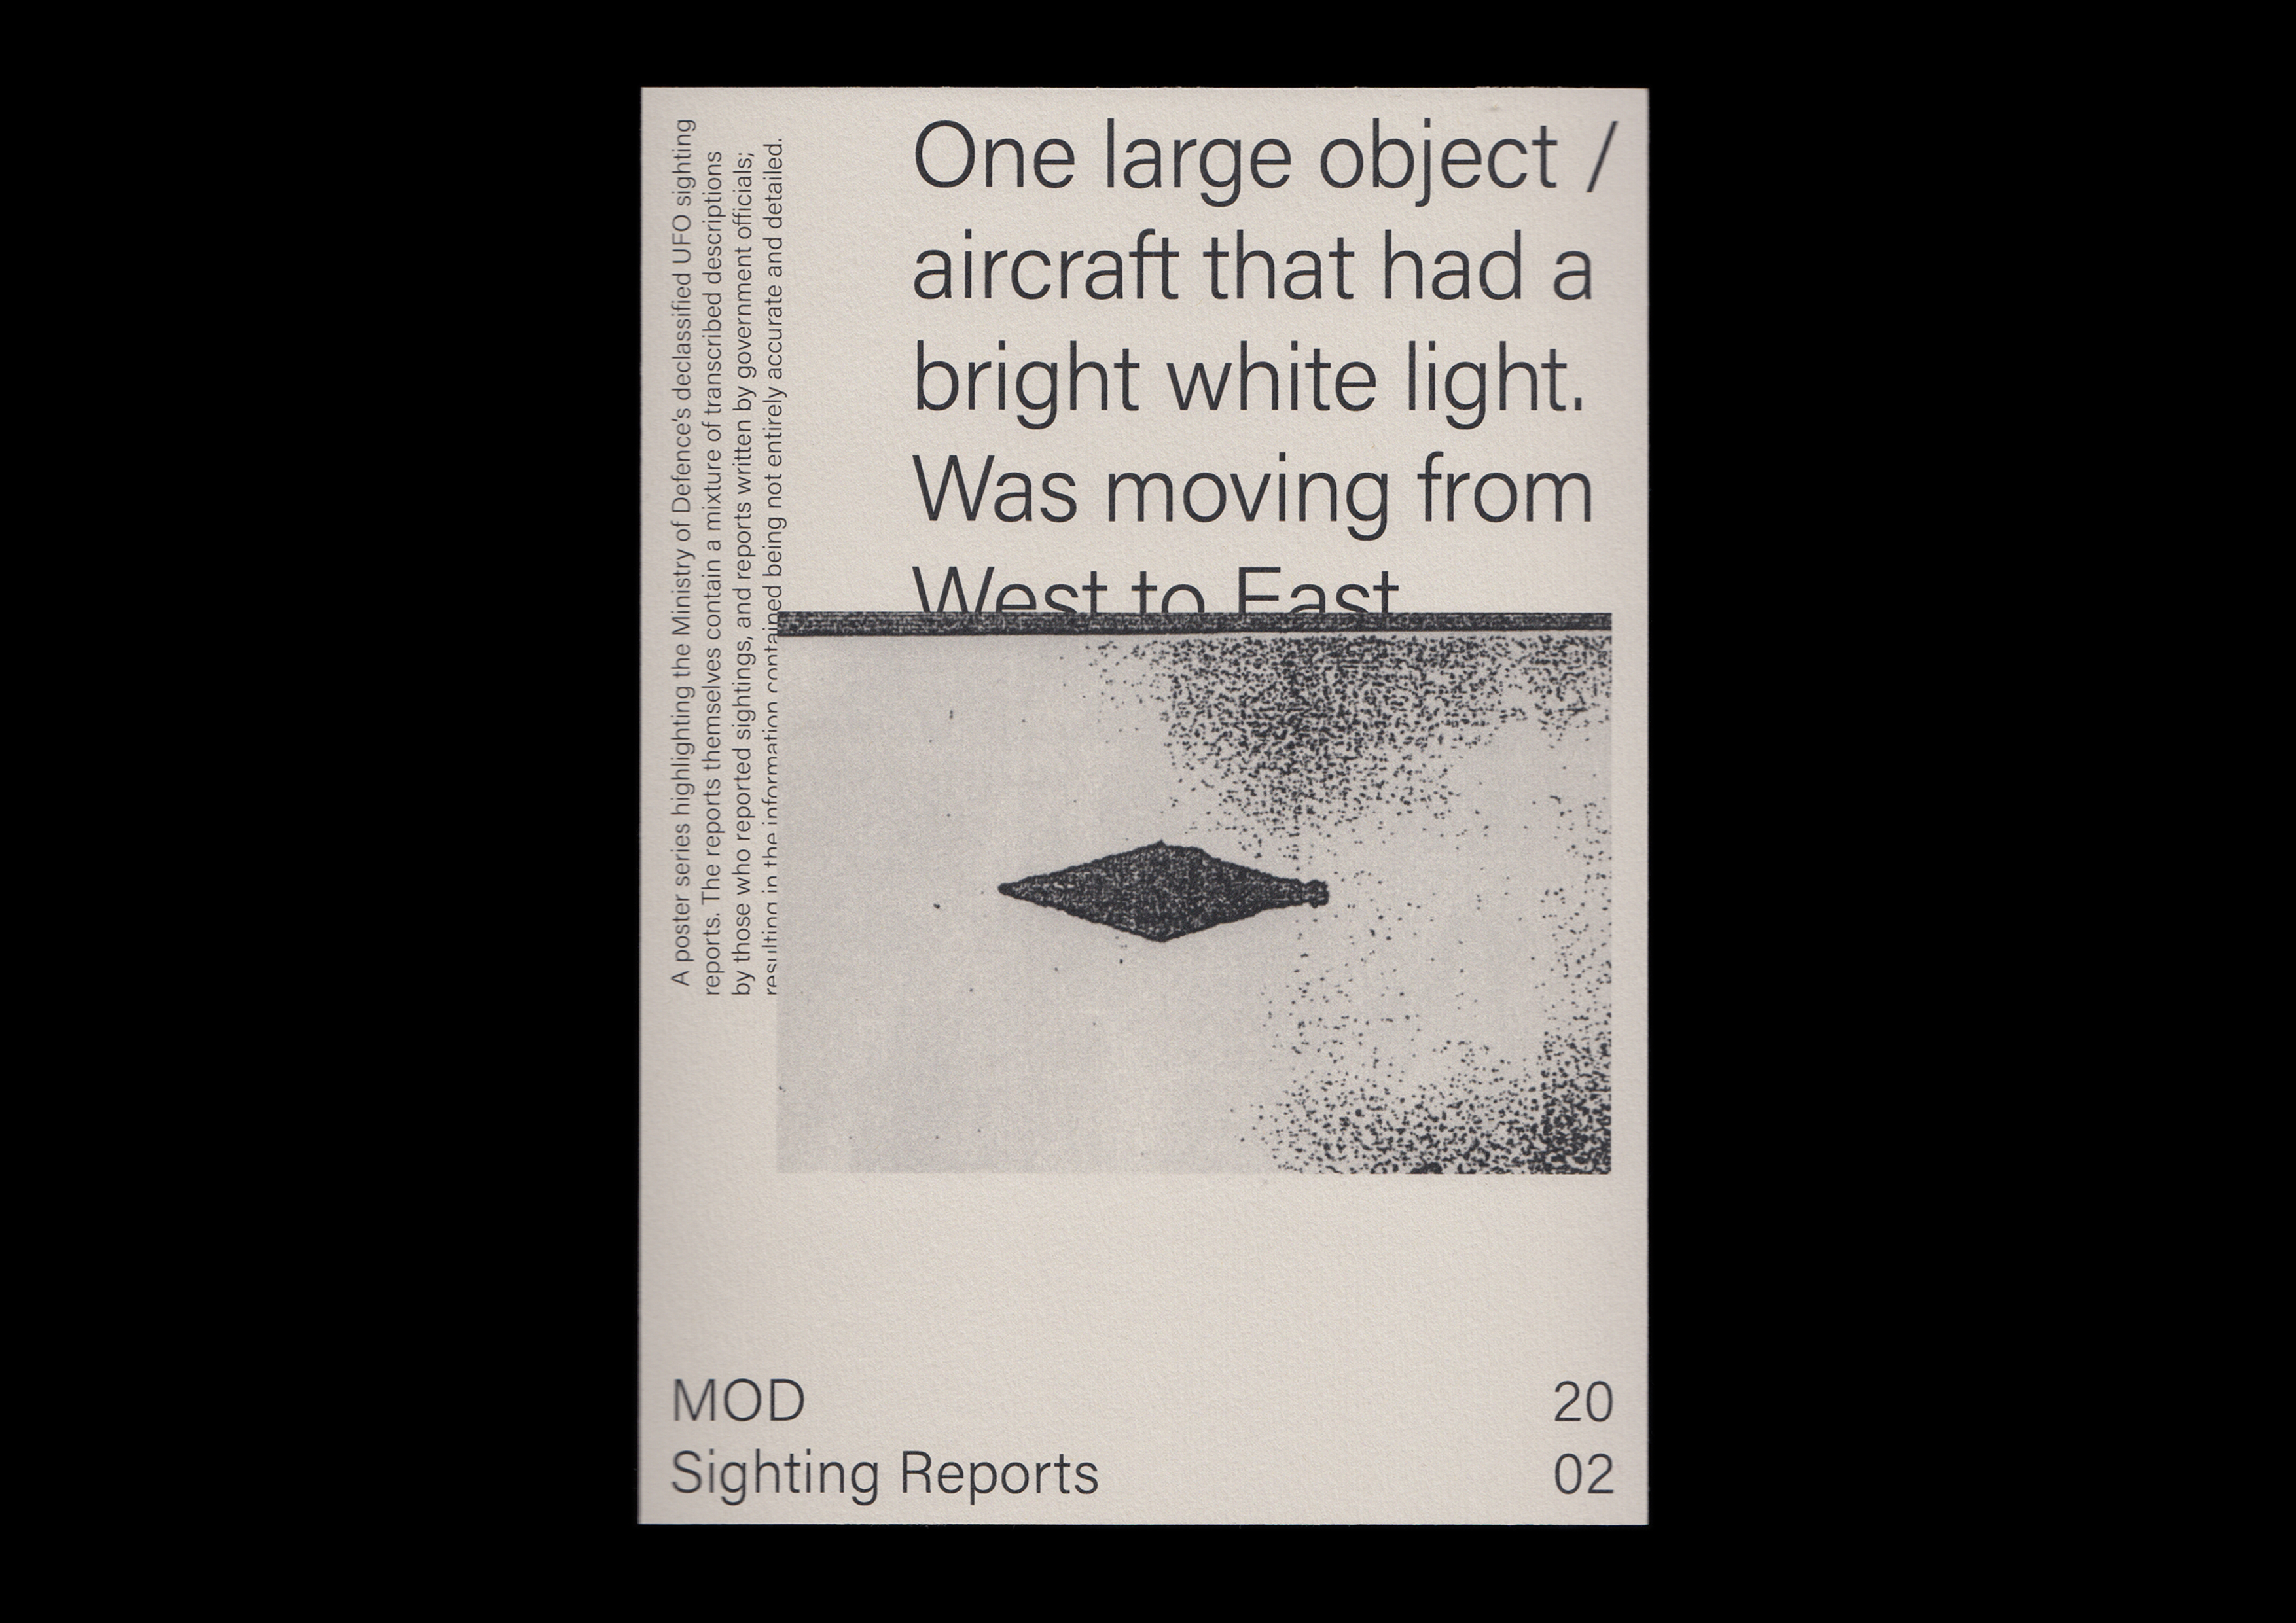 One large object /
aircraft that had a
bright white light.
Was moving from
West to East
A poster series highlighting the Ministry of Defence's declassified UFO sighting
reports. The reports themselves contain a mixture of transcribed descriptions
by those who reported sightings, and reports written by government officials;
resulting in the information contained being not entirely accurate and detailed.
MOD
Sighting Reports
20
02